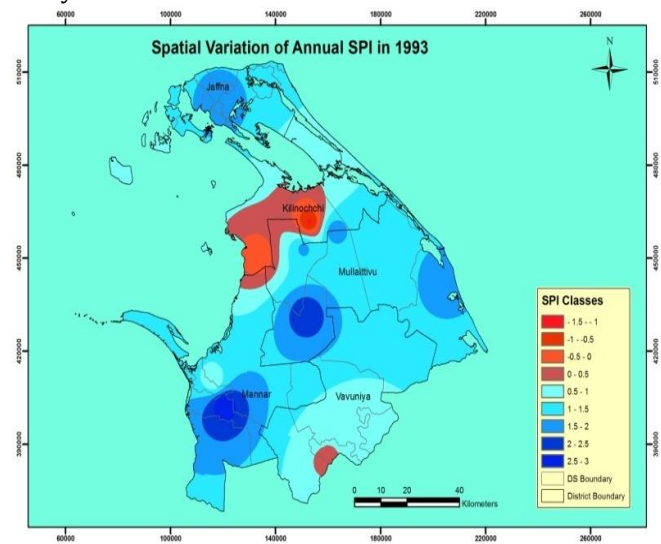 60000 100000 140000 180000 220000 260000
Spatial Variation of Annual SPI in 1993
N
510000
510000
Jaffna
480000
480000
Kilinochchi
450000
450000
Mullaittivu
SPI Classes
- 1.5 - - 1
-1 - -0.5
-0.5 - 0
0 - 0.5
0.5 - 1
1 - 1.5
1.5 - 2
2 - 2.5
2.5 - 3
DS Boundary
District Boundary
420000
420000
Mannar
Vavuniya
390000
390000
0 10 20 40
Kilometers
60000 100000 140000 180000 220000 260000